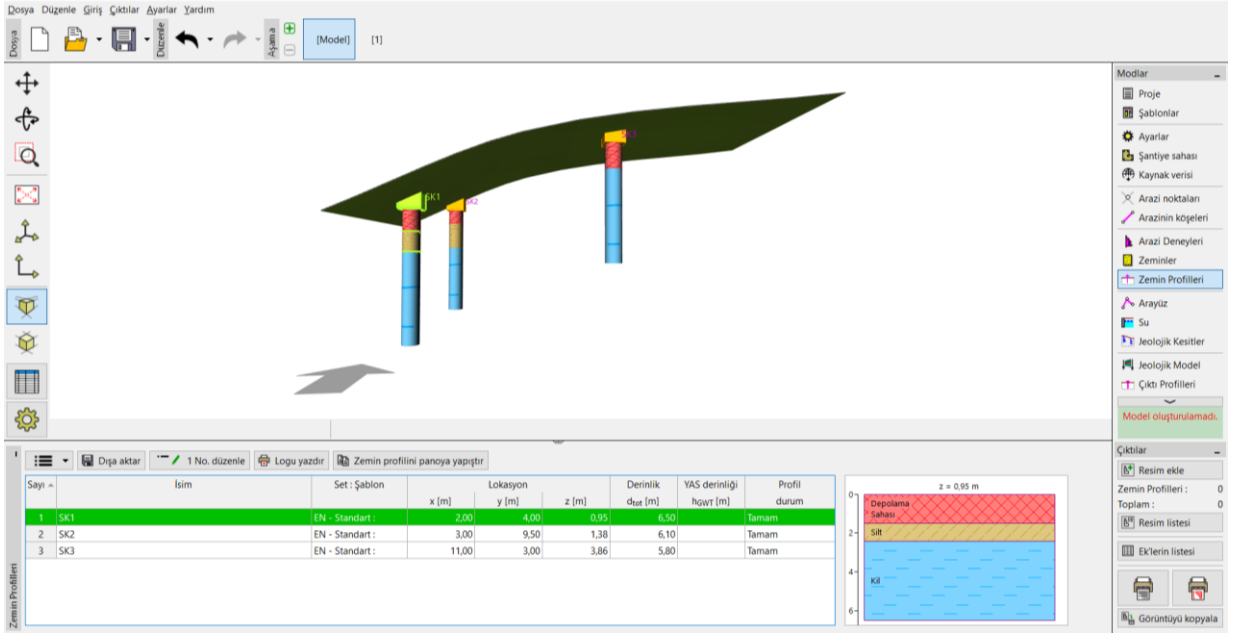 Dosya Düzenle Giriş Çıktılar Ayarlar Yardım
Dosya
Düzenle
Aşama
[Model]
[1]
SK1
SK2
SK3
Modlar
Proje
Şablonlar
Ayarlar
Şantiye sahası
Kaynak verisi
Arazi noktaları
Arazinin köşeleri
Arazi Deneyleri
Zeminler
Zemin Profilleri
Arayüz
Su
Jeolojik Kesitler
Jeolojik Model
Çıktı Profilleri
Model oluşturulamadı.
Dışa aktar
1 No. düzenle
Logu yazdır
Zemin profilini panoya yapıştır
Sayı İsim Set : Şablon Lokasyon Derinlik YAS derinliği Profil
x [m] y [m] z [m] dtot [m] hGWT [m] durum
1 SK1 EN - Standart : 2,00 4,00 0,95 6,50 Tamam
2 SK2 EN - Standart : 3,00 9,50 1,38 6,10 Tamam
3 SK3 EN - Standart : 11,00 3,00 3,86 5,80 Tamam
Zemin Profilleri
z = 0,95 m
0
Depolama
Sahası
2
Silt
4
Kil
6
Çıktılar
Resim ekle
Zemin Profilleri : 0
Toplam : 0
Resim listesi
Ek'lerin listesi
Görüntüyü kopyala